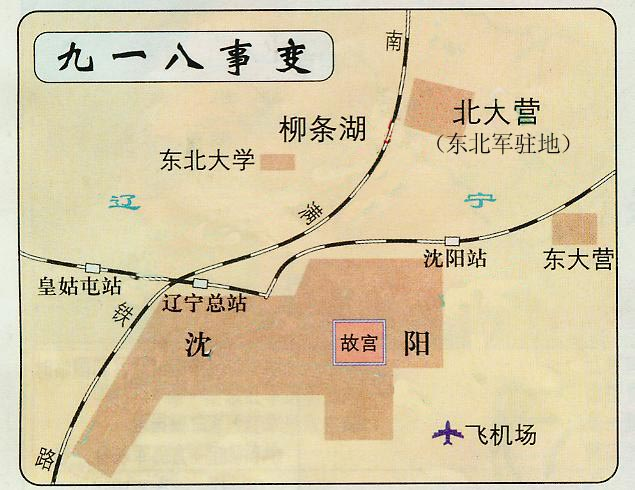 九一八事变
南
北大营
(东北军驻地)
柳条湖
东北大学
辽
宁
满
沈阳站
东大营
皇姑屯站
辽宁总站
铁
沈
故宫
阳
飞机场
路